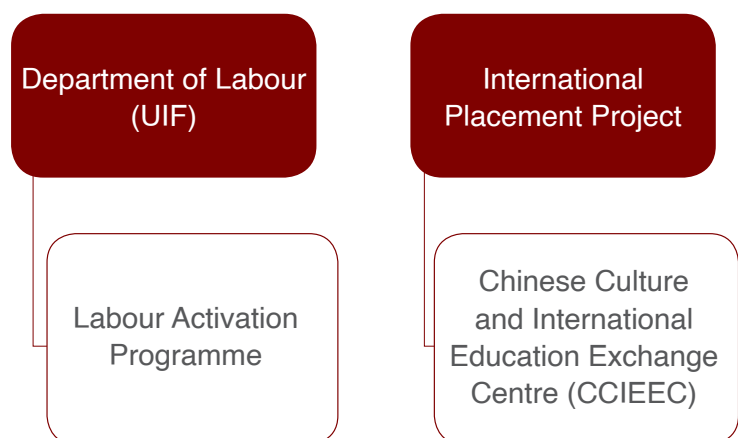 Department of Labour
(UIF)
International
Placement Project
Labour Activation
Programme
Chinese Culture
and International
Education Exchange
Centre (CCIEEC)